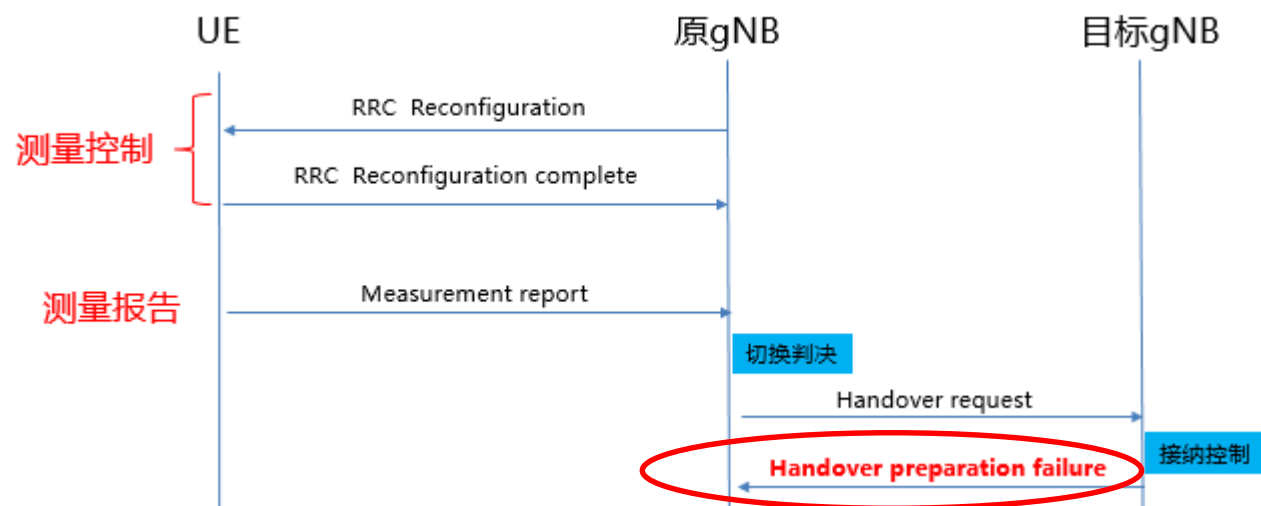 UE
原gNB
目标gNB
RRC Reconfiguration
测量控制
RRC Reconfiguration complete
Measurement report
测量报告
切换判决
Handover request
接纳控制
Handover preparation failure